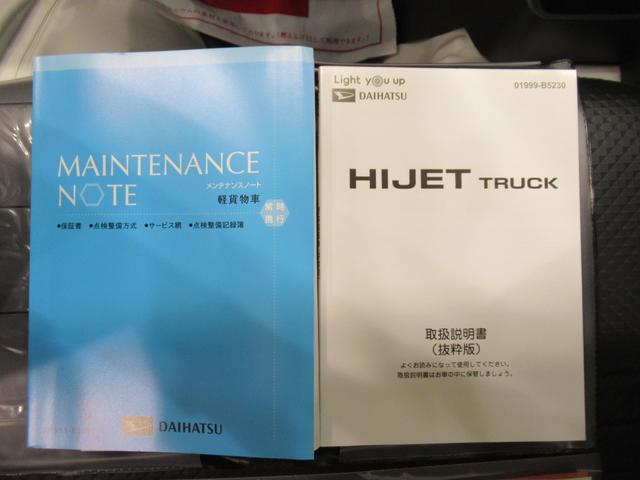 MAINTENANCE
NOTE
メンテナンスノート
軽貨物車
常時
携行
•保証書 •点検整備方式 •サービス網 •点検整備記録簿
DAIHATSU
Light you up
DAIHATSU
01999-B5230
HIJET TRUCK
取扱説明書
(抜粋版)
よくお読みになって使用してください。
取扱説明書はお車の中に保管しましょう。